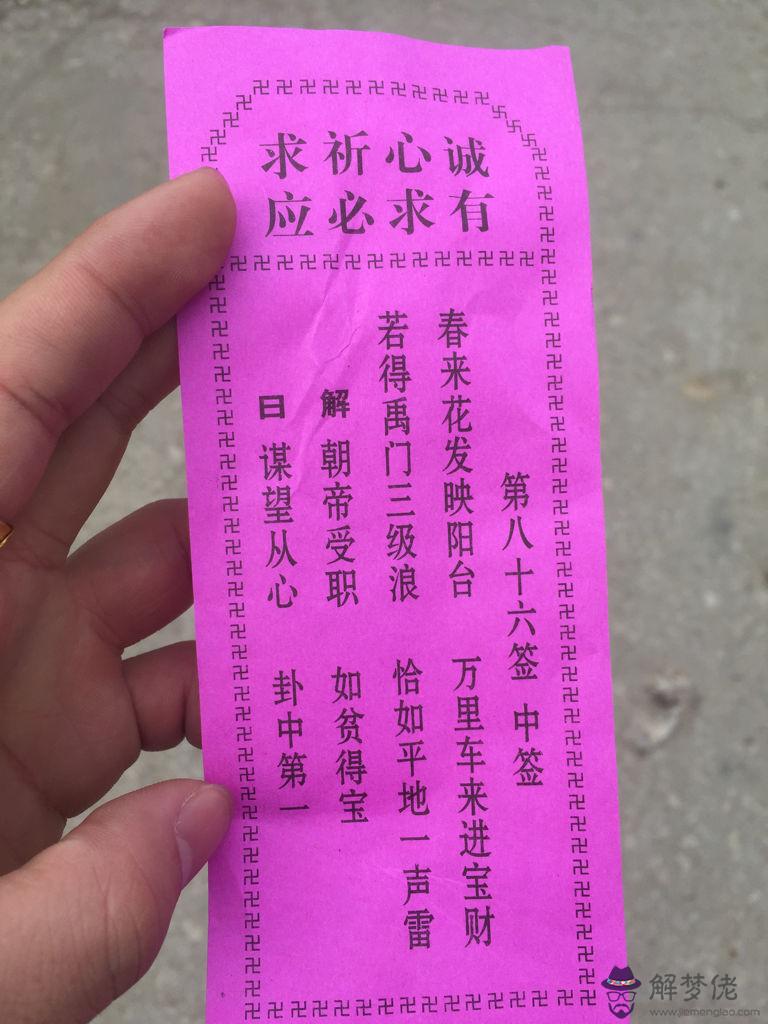 诚心祈求
有求必应
第八十六签 中签
春来花发映阳台 万里车来进宝财
若得禹门三级浪 恰如平地一声雷
解 朝帝受职 如贫得宝
曰 谋望从心 卦中第一
解梦佬
www.jiemenglao.com